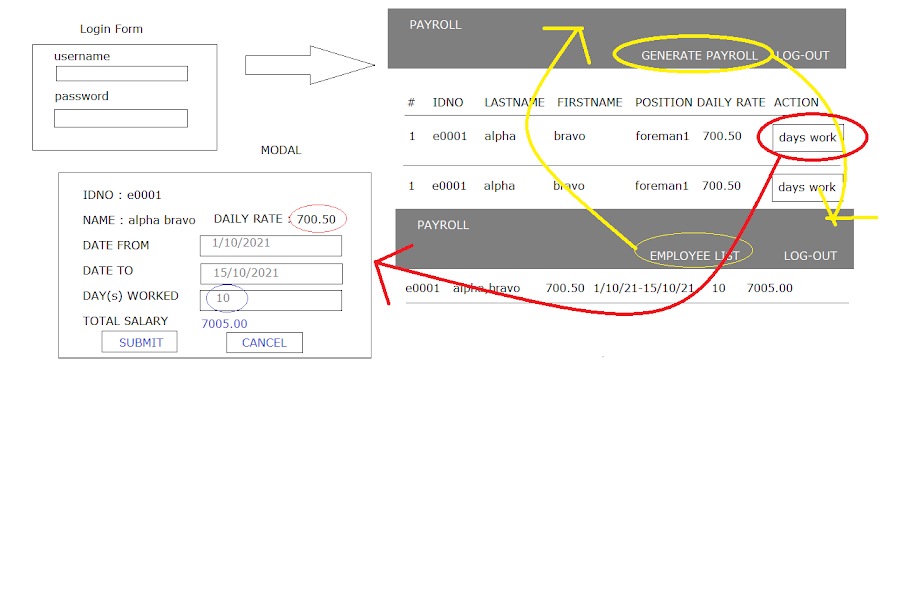 Login Form
username
password
PAYROLL
GENERATE PAYROLL LOG-OUT
# IDNO LASTNAME FIRSTNAME POSITION DAILY RATE ACTION
1 e0001 alpha bravo foreman1 700.50 days work
1 e0001 alpha bravo foreman1 700.50 days work
PAYROLL
EMPLOYEE LIST LOG-OUT
e0001 alpha,bravo 700.50 1/10/21-15/10/21 10 7005.00
MODAL
IDNO : e0001
NAME : alpha bravo DAILY RATE : 700.50
DATE FROM 1/10/2021
DATE TO 15/10/2021
DAY(s) WORKED 10
TOTAL SALARY 7005.00
SUBMIT CANCEL